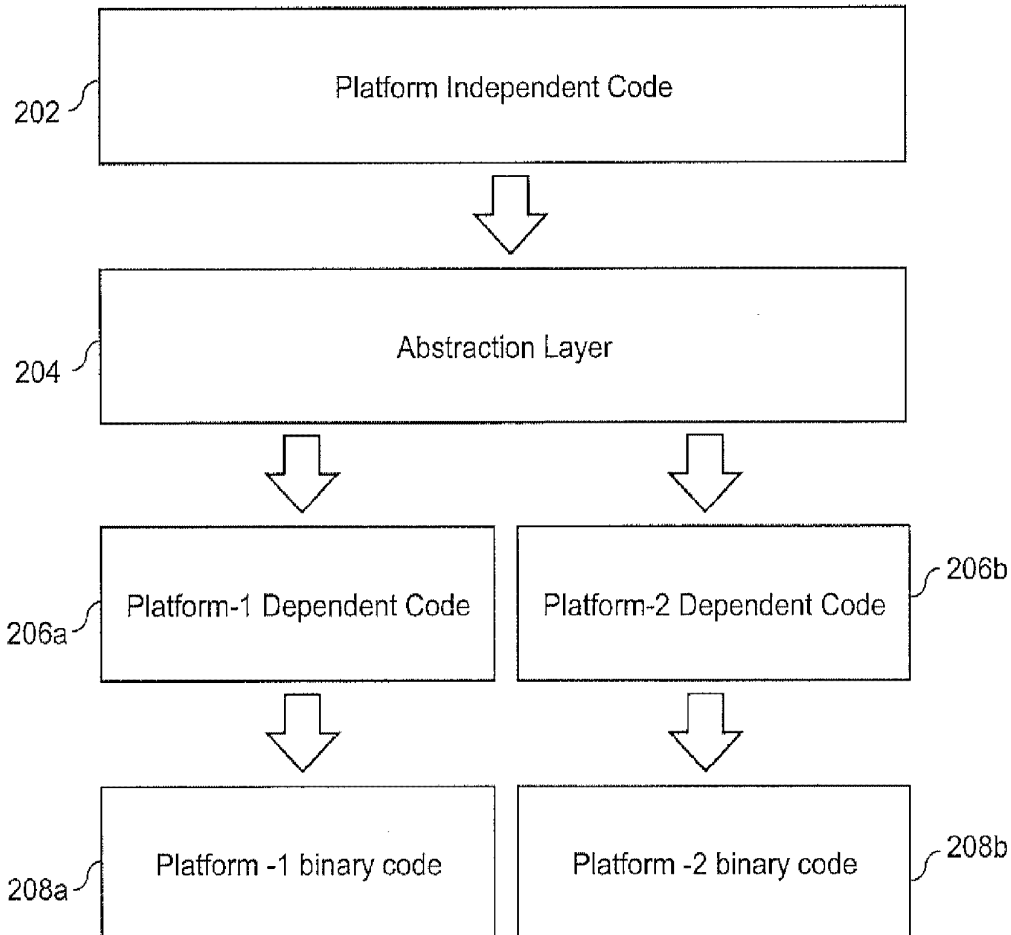 Platform Independent Code
202
Abstraction Layer
204
Platform-1 Dependent Code
Platform-2 Dependent Code
206b
206a
Platform -1 binary code
Platform -2 binary code
208b
208a